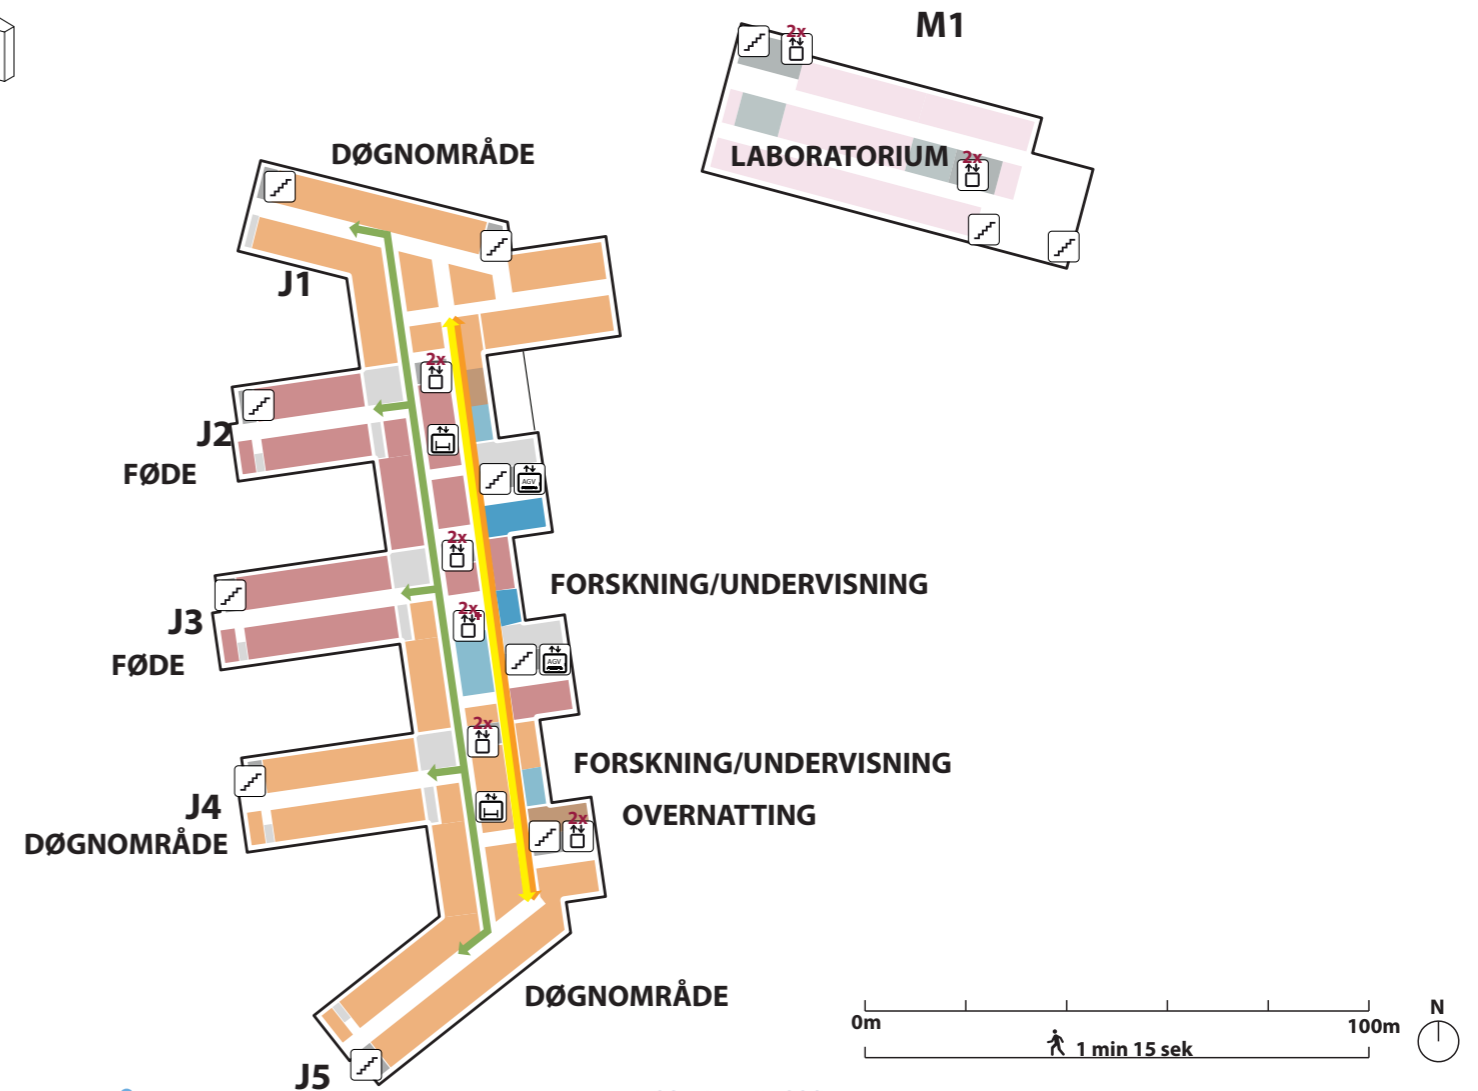 M1
2x
DØGNOMRÅDE
LABORATORIUM
2x
J1
2x
J2
FØDE
AGV
2x
FORSKNING/UNDERVISNING
2x
J3
FØDE
AGV
2x
FORSKNING/UNDERVISNING
J4
OVERNATTING
2x
DØGNOMRÅDE
DØGNOMRÅDE
N
0m
100m
1 min 15 sek
J5